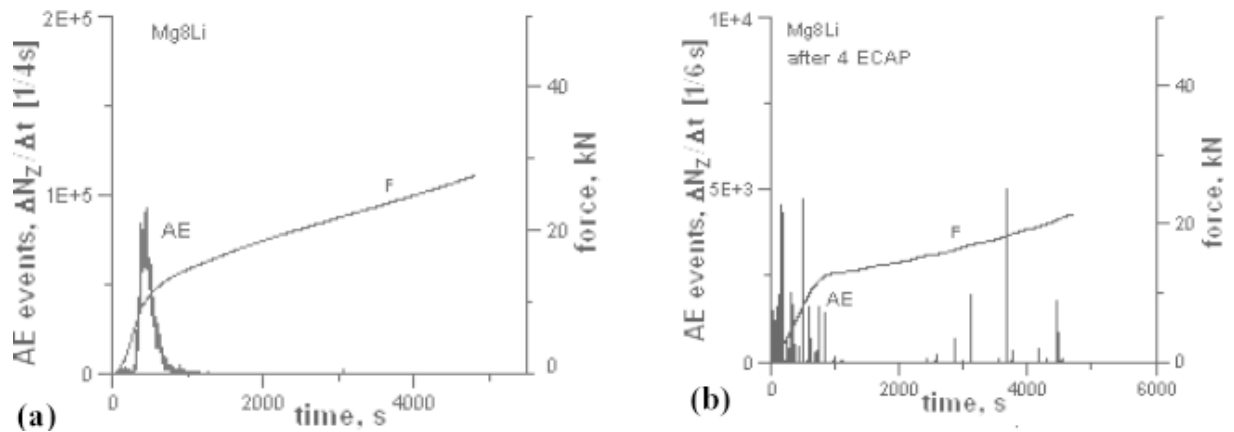 AE events, ΔN_Z/Δt [1/4s]
2E+5
1E+5
0
Mg8Li
AE
F
40
20
0
force, kN
0 2000 4000
time, s
(a)
AE events, ΔN_Z/Δt [1/6s]
1E+4
5E+3
0
Mg8Li
after 4 ECAP
F
AE
40
20
0
force, kN
0 2000 4000 6000
time, s
(b)